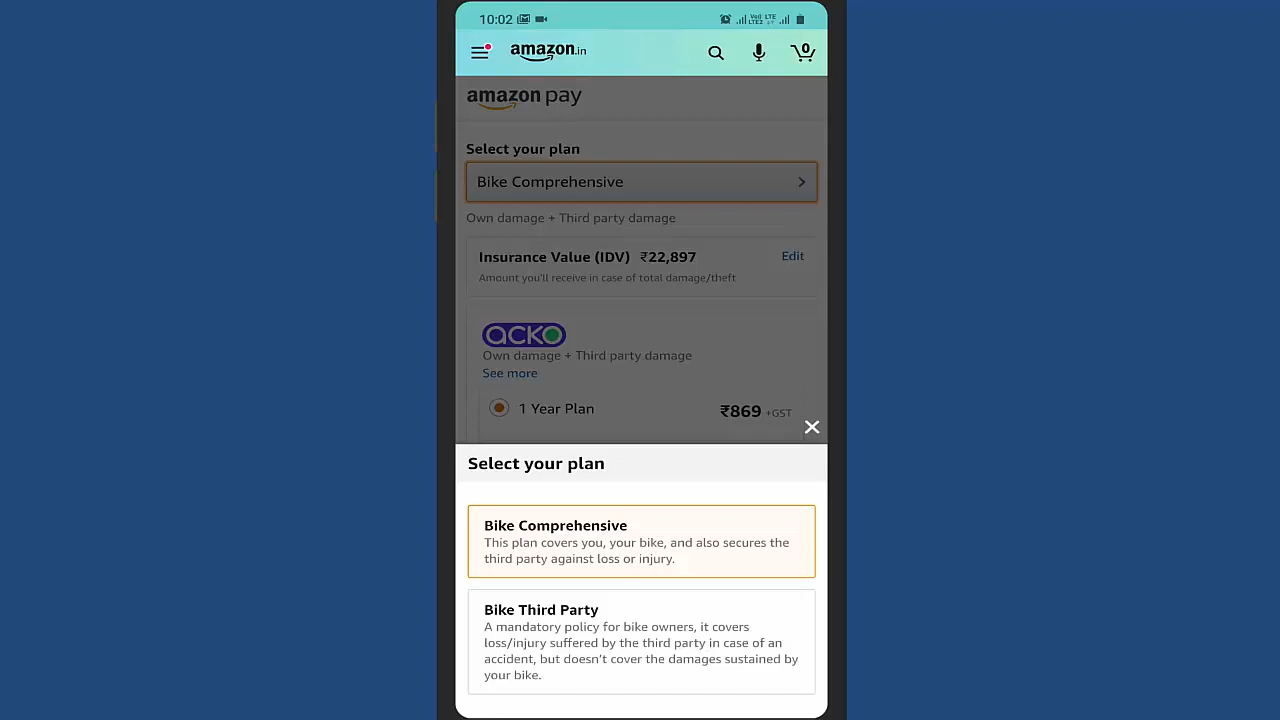 10:02
VoI) LTE
LTE2
amazon.in
0
amazon pay
Select your plan
Bike Comprehensive
Own damage + Third party damage
Insurance Value (IDV) ₹22,897 Edit
Amount you'll receive in case of total damage/theft
ACKO
Own damage + Third party damage
See more
1 Year Plan ₹869 +GST
Select your plan
Bike Comprehensive
This plan covers you, your bike, and also secures the
third party against loss or injury.
Bike Third Party
A mandatory policy for bike owners, it covers
loss/injury suffered by the third party in case of an
accident, but doesn't cover the damages sustained by
your bike.